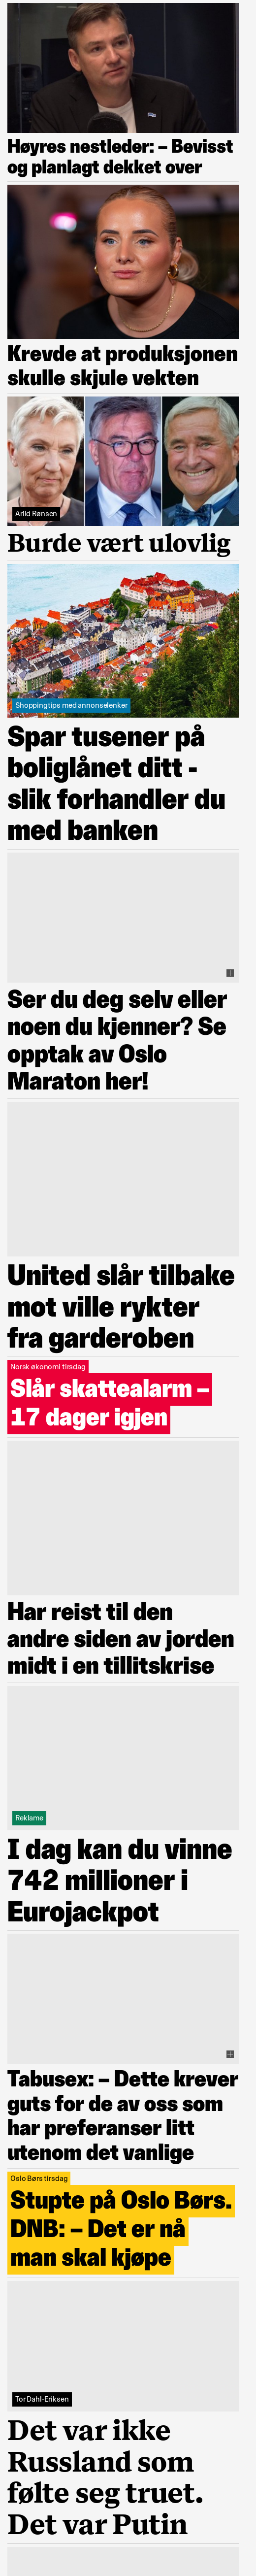 Høyres nestleder: – Bevisst
og planlagt dekket over
Krevde at produksjonen
skulle skjule vekten
Arild Rønsen
Burde vært ulovlig
Shoppingtips med annonselenker
Spar tusener på
boliglånet ditt -
slik forhandler du
med banken
Ser du deg selv eller
noen du kjenner? Se
opptak av Oslo
Maraton her!
United slår tilbake
mot ville rykter
fra garderoben
Norsk økonomi tirsdag
Slår skattealarm –
17 dager igjen
Har reist til den
andre siden av jorden
midt i en tillitskrise
Reklame
I dag kan du vinne
742 millioner i
Eurojackpot
Tabusex: – Dette krever
guts for de av oss som
har preferanser litt
utenom det vanlige
Oslo Børs tirsdag
Stupte på Oslo Børs.
DNB: – Det er nå
man skal kjøpe
Tor Dahl-Eriksen
Det var ikke
Russland som
følte seg truet.
Det var Putin